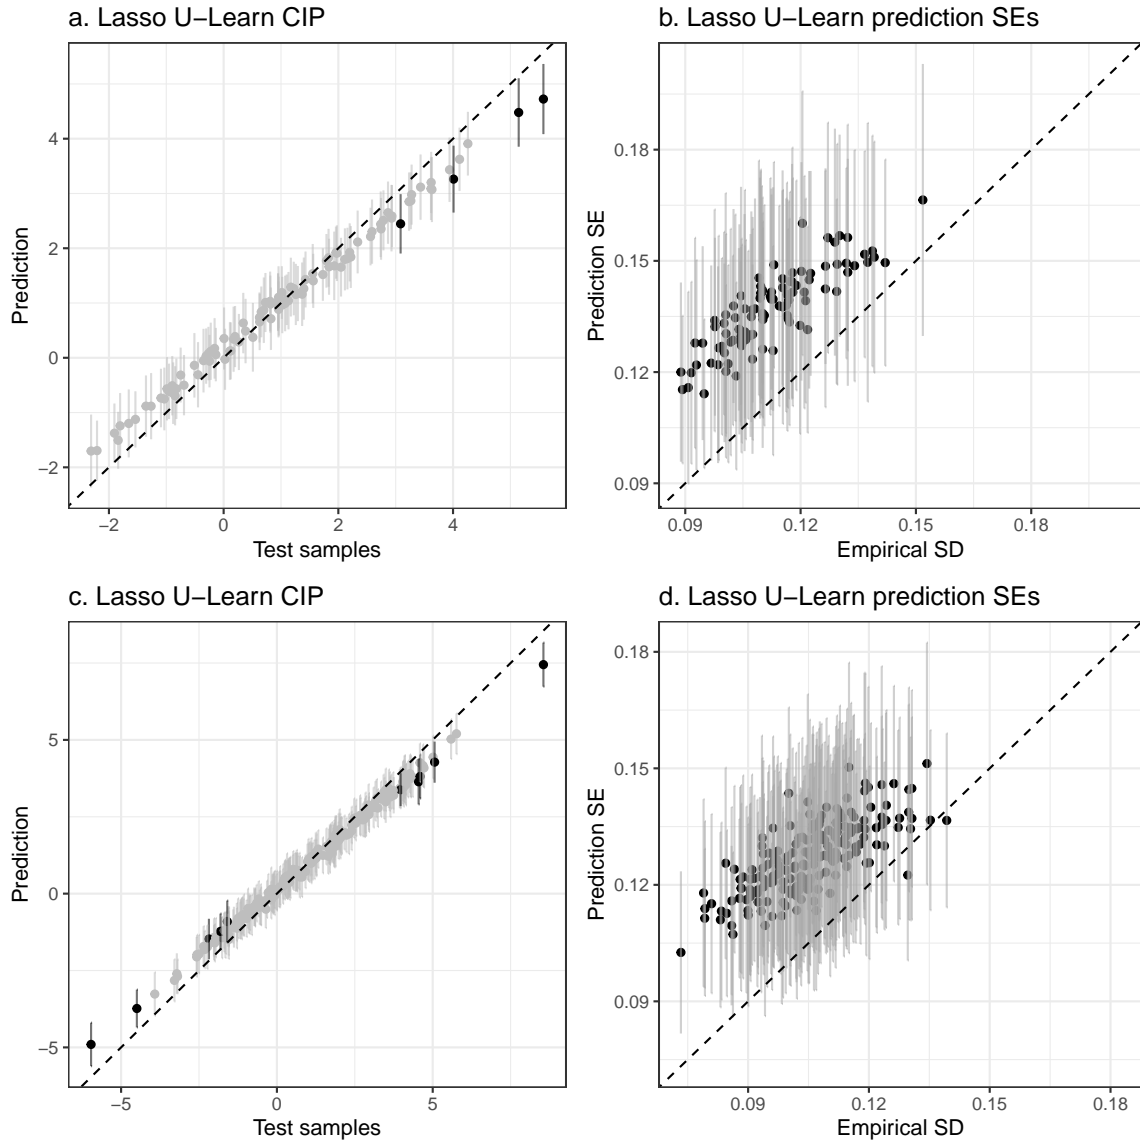 a. Lasso U−Learn CIP
Prediction
4
2
0
−2
−2 0 2 4
Test samples
b. Lasso U−Learn prediction SEs
Prediction SE
0.18
0.15
0.12
0.09
0.09 0.12 0.15 0.18
Empirical SD
c. Lasso U−Learn CIP
Prediction
5
0
−5
−5 0 5
Test samples
d. Lasso U−Learn prediction SEs
Prediction SE
0.18
0.15
0.12
0.09
0.09 0.12 0.15 0.18
Empirical SD